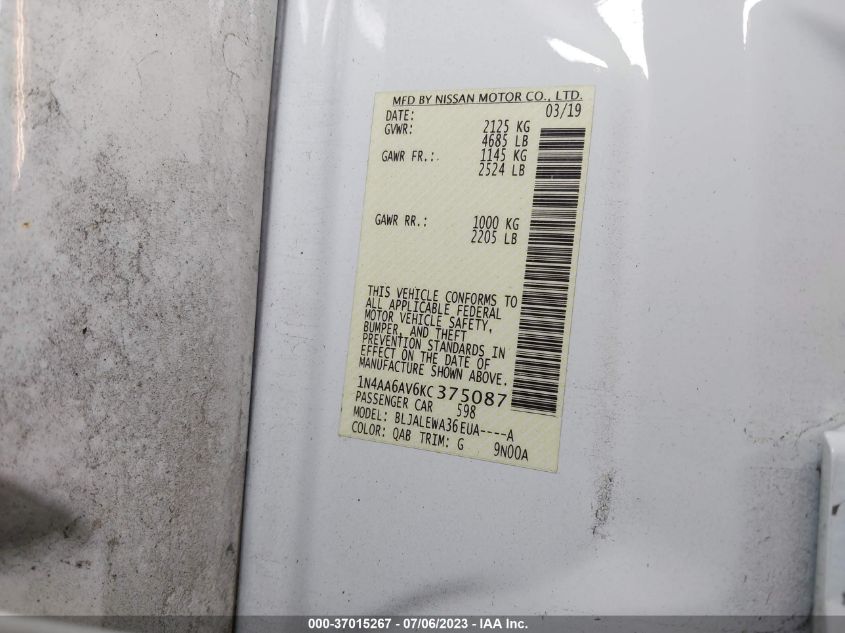 MFD BY NISSAN MOTOR CO., LTD.
DATE: 03/19
GVWR: 2125 KG
4685 LB
GAWR FR.: 1145 KG
2524 LB
GAWR RR.: 1000 KG
2205 LB
THIS VEHICLE CONFORMS TO
ALL APPLICABLE FEDERAL
MOTOR VEHICLE SAFETY,
BUMPER, AND THEFT
PREVENTION STANDARDS IN
EFFECT ON THE DATE OF
MANUFACTURE SHOWN ABOVE.
1N4AA6AV6KC375087
PASSENGER CAR 598
MODEL: BLJALEWA36EUA----A
COLOR: QAB TRIM: G 9N00A
000-37015267 - 07/06/2023 - IAA Inc.